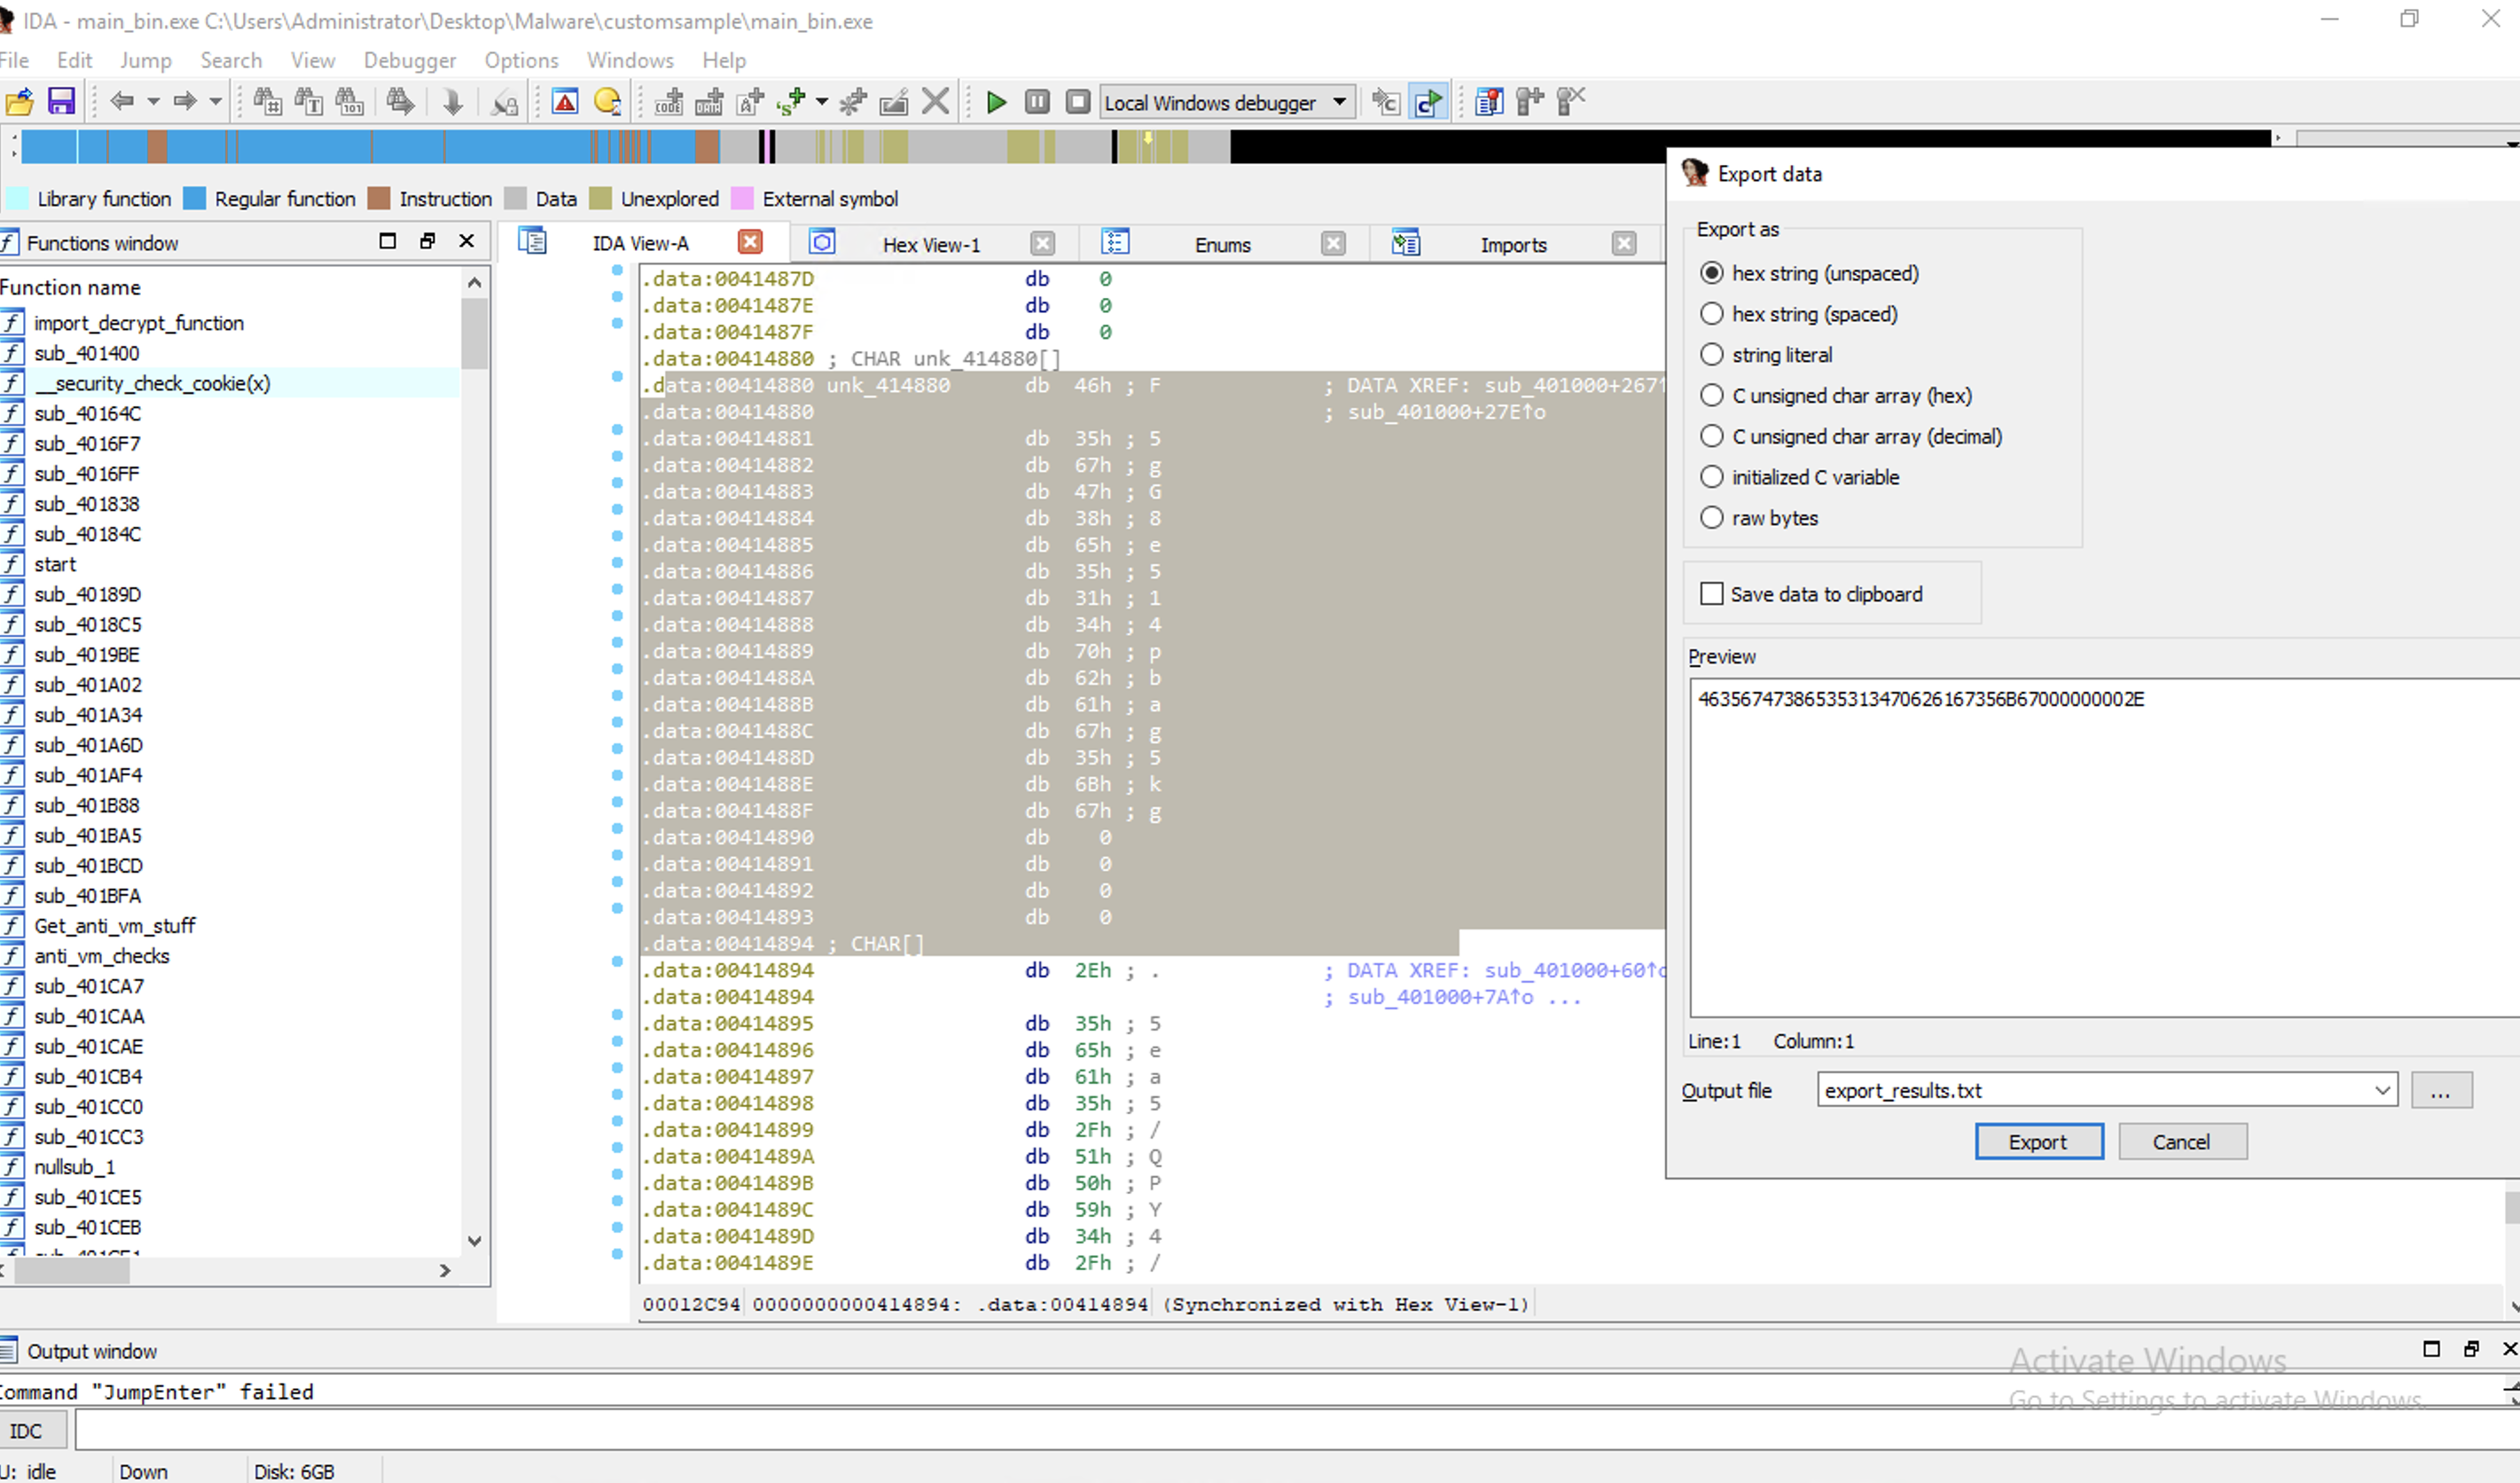 IDA - main_bin.exe C:\Users\Administrator\Desktop\Malware\customsample\main_bin.exe
File Edit Jump Search View Debugger Options Windows Help
Local Windows debugger
Library function Regular function Instruction Data Unexplored External symbol
Functions window
Function name
import_decrypt_function
sub_401400
__security_check_cookie(x)
sub_40164C
sub_4016F7
sub_4016FF
sub_401838
sub_40184C
start
sub_40189D
sub_4018C5
sub_4019BE
sub_401A02
sub_401A34
sub_401A6D
sub_401AF4
sub_401B88
sub_401BA5
sub_401BCD
sub_401BFA
Get_anti_vm_stuff
anti_vm_checks
sub_401CA7
sub_401CAA
sub_401CAE
sub_401CB4
sub_401CC0
sub_401CC3
nullsub_1
sub_401CE5
sub_401CEB
IDA View-A Hex View-1 Enums Imports
.data:0041487D db 0
.data:0041487E db 0
.data:0041487F db 0
.data:00414880 ; CHAR unk_414880[]
.data:00414880 unk_414880 db 46h ; F ; DATA XREF: sub_401000+267↑
.data:00414880 ; sub_401000+27E↑o
.data:00414881 db 35h ; 5
.data:00414882 db 67h ; g
.data:00414883 db 47h ; G
.data:00414884 db 38h ; 8
.data:00414885 db 65h ; e
.data:00414886 db 35h ; 5
.data:00414887 db 31h ; 1
.data:00414888 db 34h ; 4
.data:00414889 db 70h ; p
.data:0041488A db 62h ; b
.data:0041488B db 61h ; a
.data:0041488C db 67h ; g
.data:0041488D db 35h ; 5
.data:0041488E db 6Bh ; k
.data:0041488F db 67h ; g
.data:00414890 db 0
.data:00414891 db 0
.data:00414892 db 0
.data:00414893 db 0
.data:00414894 ; CHAR[]
.data:00414894 db 2Eh ; . ; DATA XREF: sub_401000+60↑o
.data:00414894 ; sub_401000+7A↑o ...
.data:00414895 db 35h ; 5
.data:00414896 db 65h ; e
.data:00414897 db 61h ; a
.data:00414898 db 35h ; 5
.data:00414899 db 2Fh ; /
.data:0041489A db 51h ; Q
.data:0041489B db 50h ; P
.data:0041489C db 59h ; Y
.data:0041489D db 34h ; 4
.data:0041489E db 2Fh ; /
00012C94 0000000000414894: .data:00414894 (Synchronized with Hex View-1)
Export data
Export as
hex string (unspaced)
hex string (spaced)
string literal
C unsigned char array (hex)
C unsigned char array (decimal)
initialized C variable
raw bytes
Save data to clipboard
Preview
46356747386535313470626167356B67000000002E
Line:1 Column:1
Output file export_results.txt ...
Export Cancel
Output window
Command "JumpEnter" failed
IDC
U: idle Down Disk: 6GB
Activate Windows
Go to Settings to activate Windows.